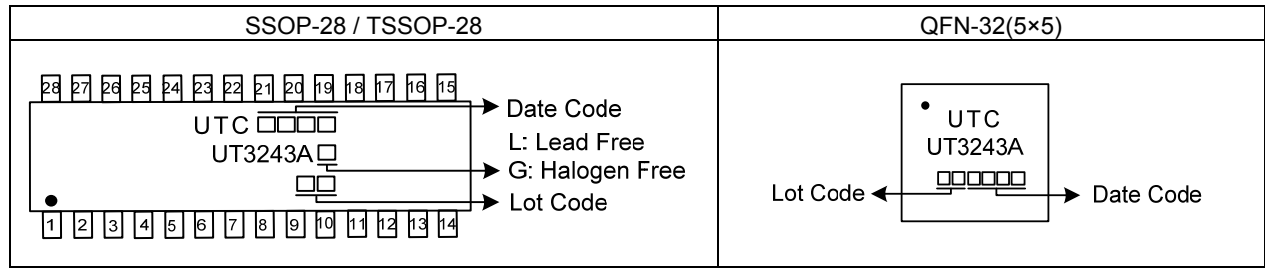 SSOP-28 / TSSOP-28
QFN-32(5×5)
28 27 26 25 24 23 22 21 20 19 18 17 16 15
UTC □□□□
Date Code
UT3243A □
L: Lead Free
G: Halogen Free
□□
Lot Code
1 2 3 4 5 6 7 8 9 10 11 12 13 14
UTC
UT3243A
□□□□□□
Lot Code
Date Code